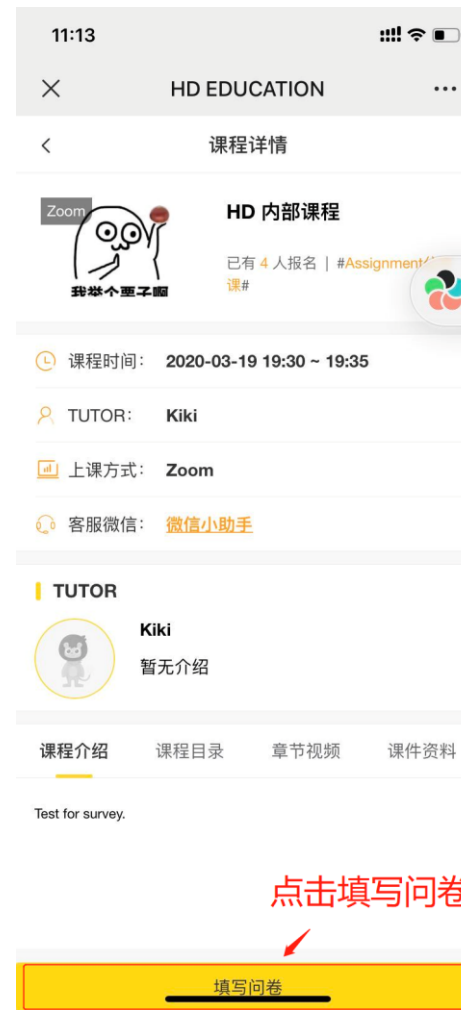 11:13
HD EDUCATION
课程详情
Zoom
我举个栗子啊
HD 内部课程
已有 4 人报名 | #Assignment
课#
课程时间： 2020-03-19 19:30 ~ 19:35
TUTOR： Kiki
上课方式： Zoom
客服微信： 微信小助手
TUTOR
Kiki
暂无介绍
课程介绍 课程目录 章节视频 课件资料
Test for survey.
点击填写问卷
填写问卷